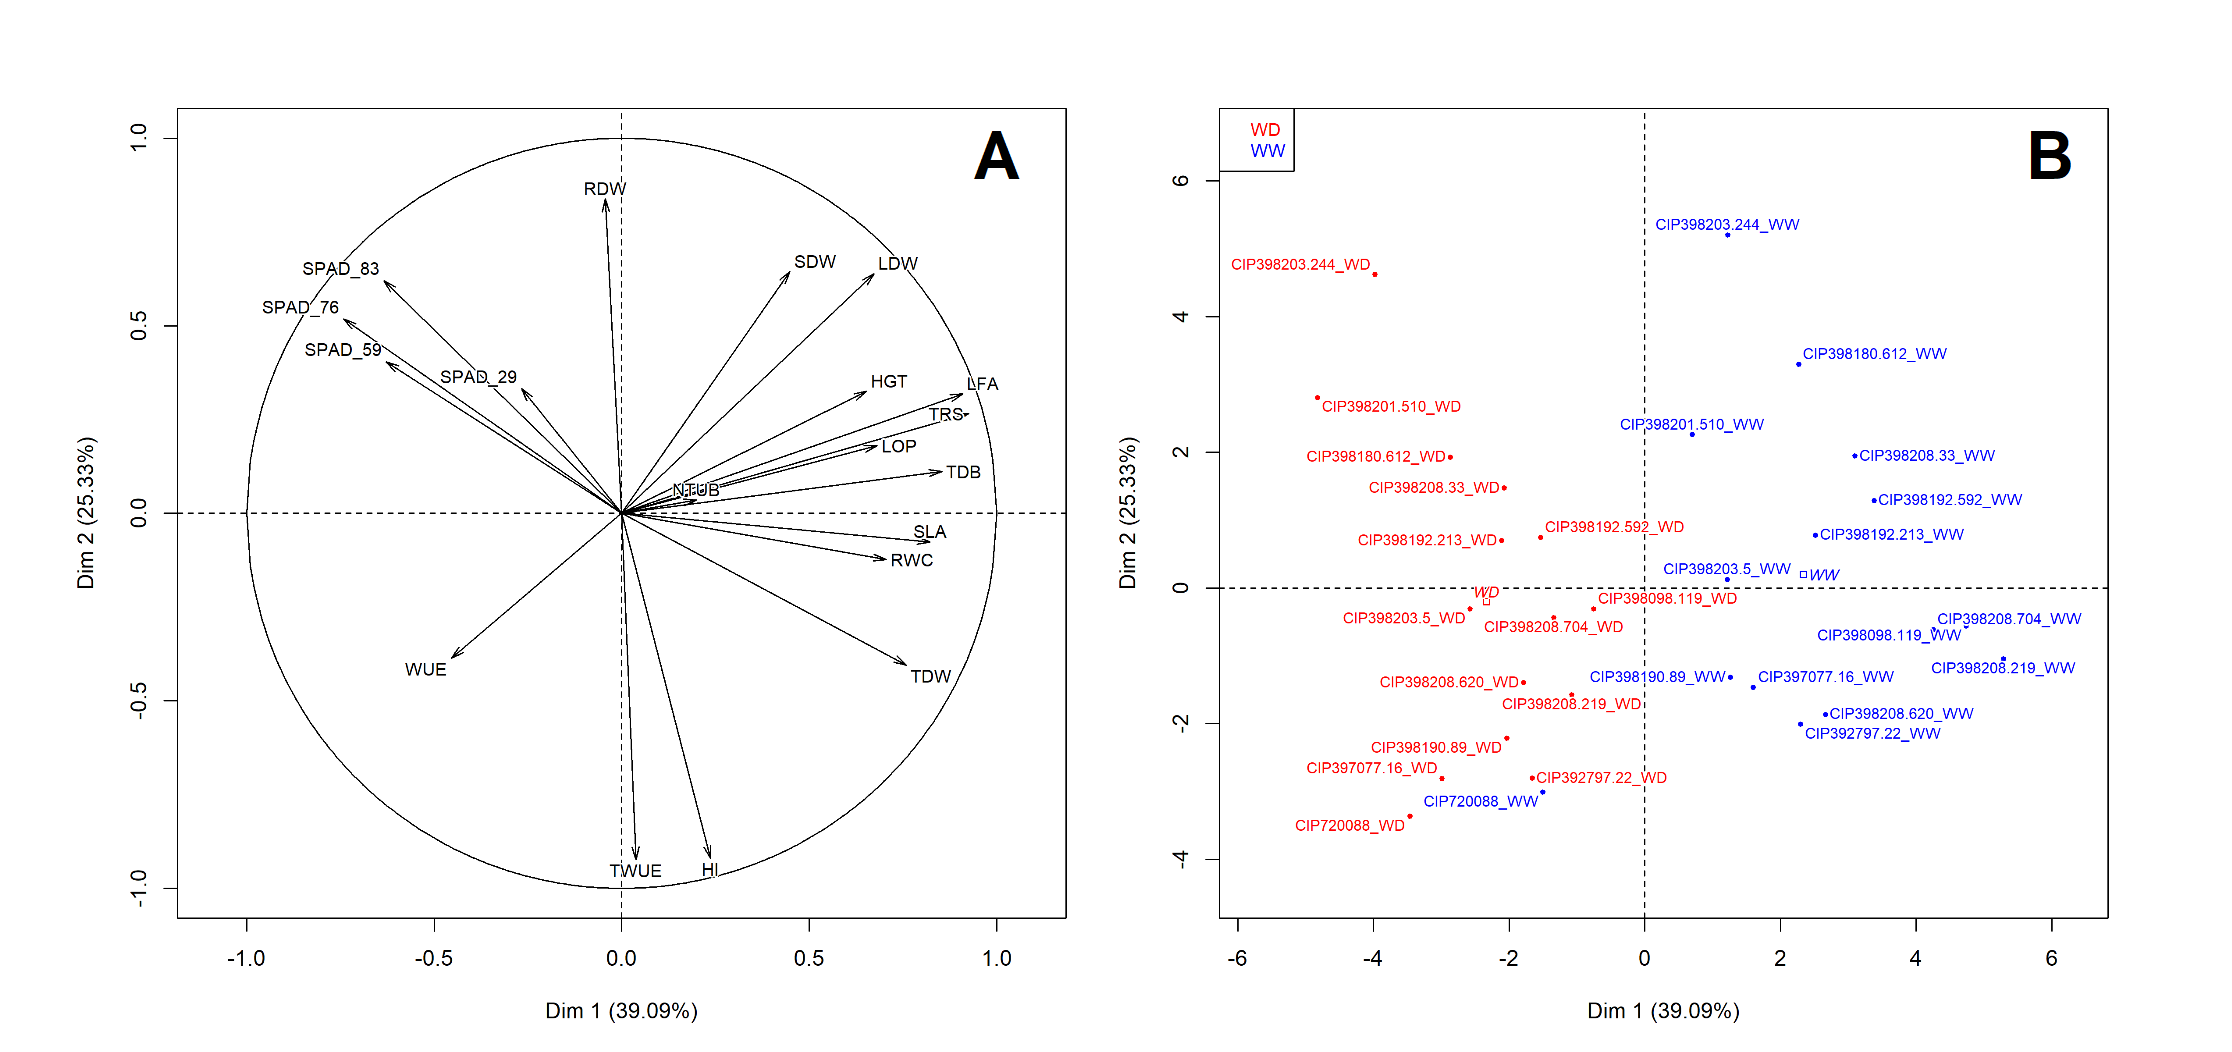 A
1.0
0.5
0.0
-0.5
-1.0
Dim 2 (25.33%)
RDW
SPAD_83
SPAD_76
SPAD_59
SPAD_29
SDW
LDW
HGT
LFA
TRS
LOP
TDB
NTUB
SLA
RWC
WUE
TDW
TWUE
HI
-1.0
-0.5
0.0
0.5
1.0
Dim 1 (39.09%)
B
WD
WW
6
4
2
0
-2
-4
Dim 2 (25.33%)
CIP398203.244_WW
CIP398203.244_WD
CIP398180.612_WW
CIP398201.510_WD
CIP398201.510_WW
CIP398180.612_WD
CIP398208.33_WW
CIP398208.33_WD
CIP398192.592_WW
CIP398192.592_WD
CIP398192.213_WD
CIP398192.213_WW
CIP398203.5_WW
WW
WD
CIP398098.119_WD
CIP398203.5_WD
CIP398208.704_WD
CIP398208.704_WW
CIP398098.119_WW
CIP398208.219_WW
CIP398190.89_WW
CIP397077.16_WW
CIP398208.620_WD
CIP398208.219_WD
CIP398208.620_WW
CIP392797.22_WW
CIP398190.89_WD
CIP397077.16_WD
CIP392797.22_WD
CIP720088_WW
CIP720088_WD
-6
-4
-2
0
2
4
6
Dim 1 (39.09%)